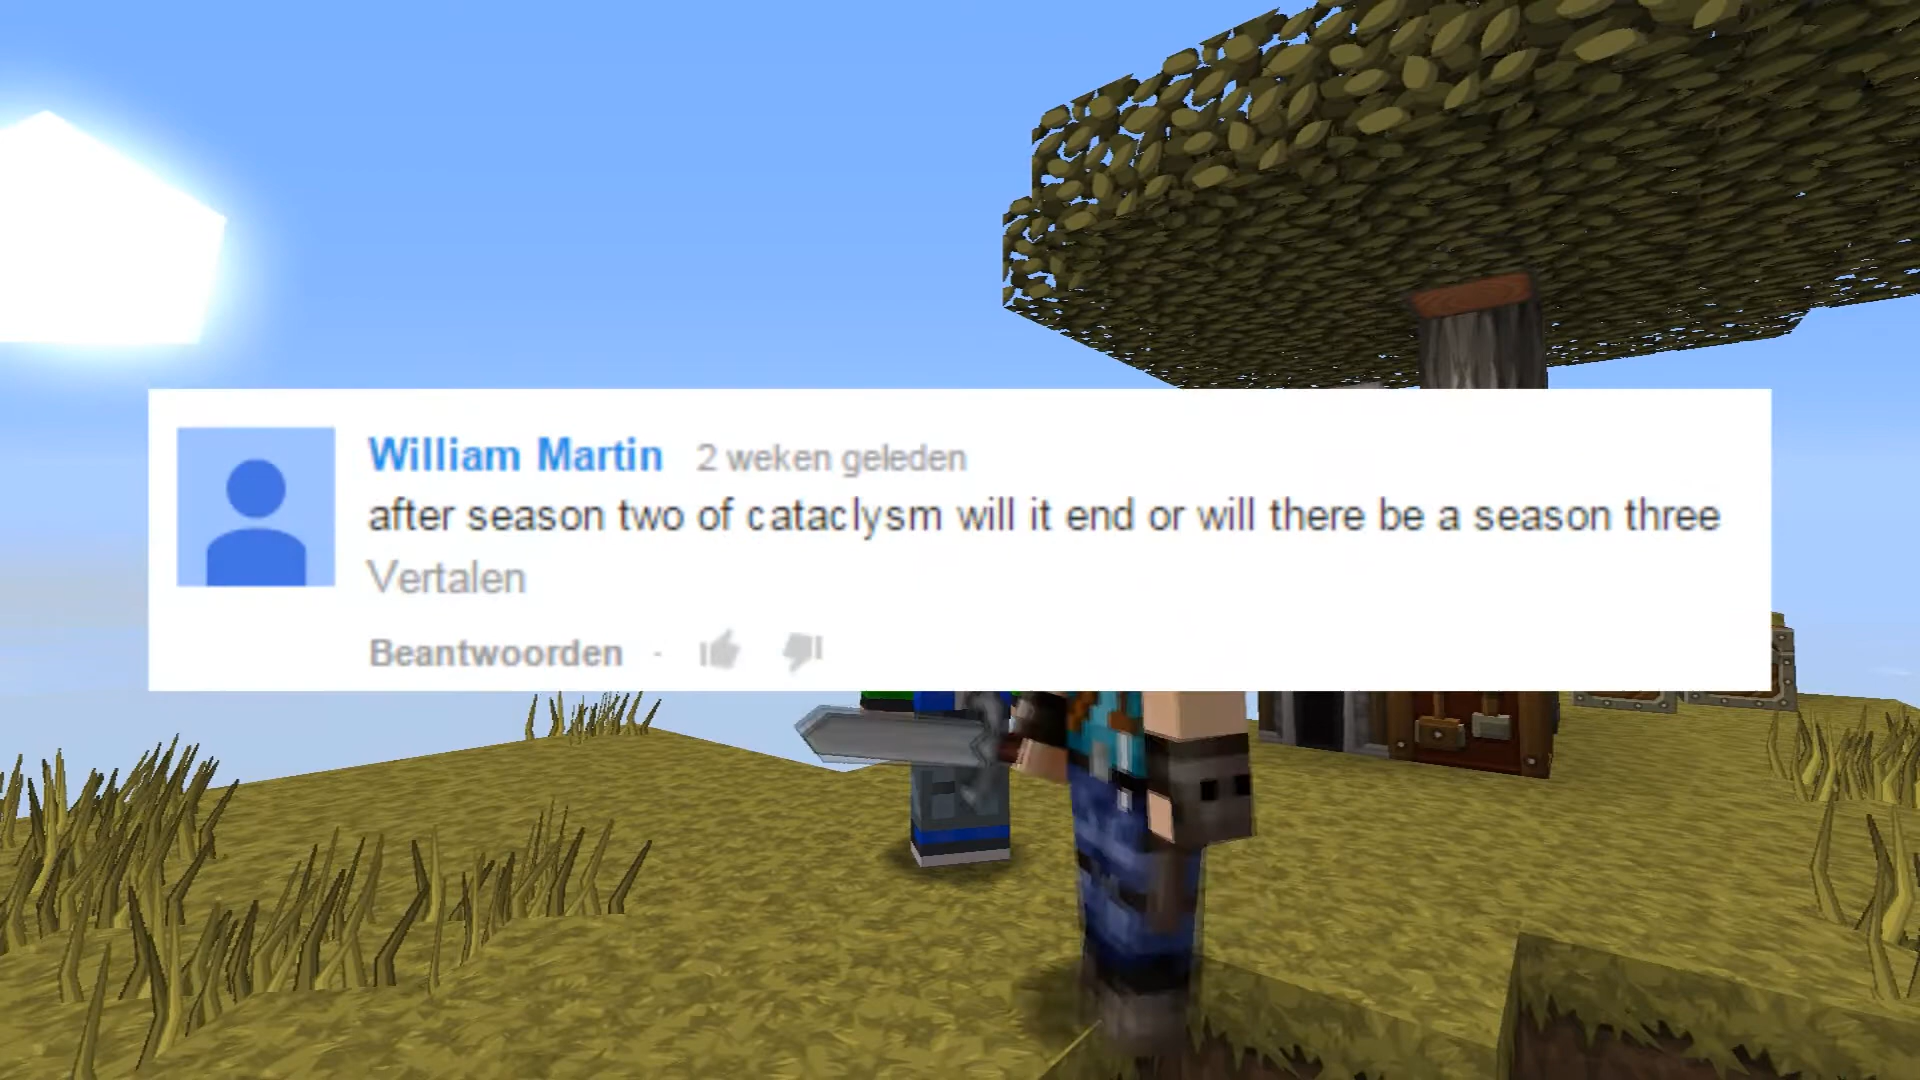 William Martin 2 weken geleden
after season two of cataclysm will it end or will there be a season three
Vertalen
Beantwoorden ·